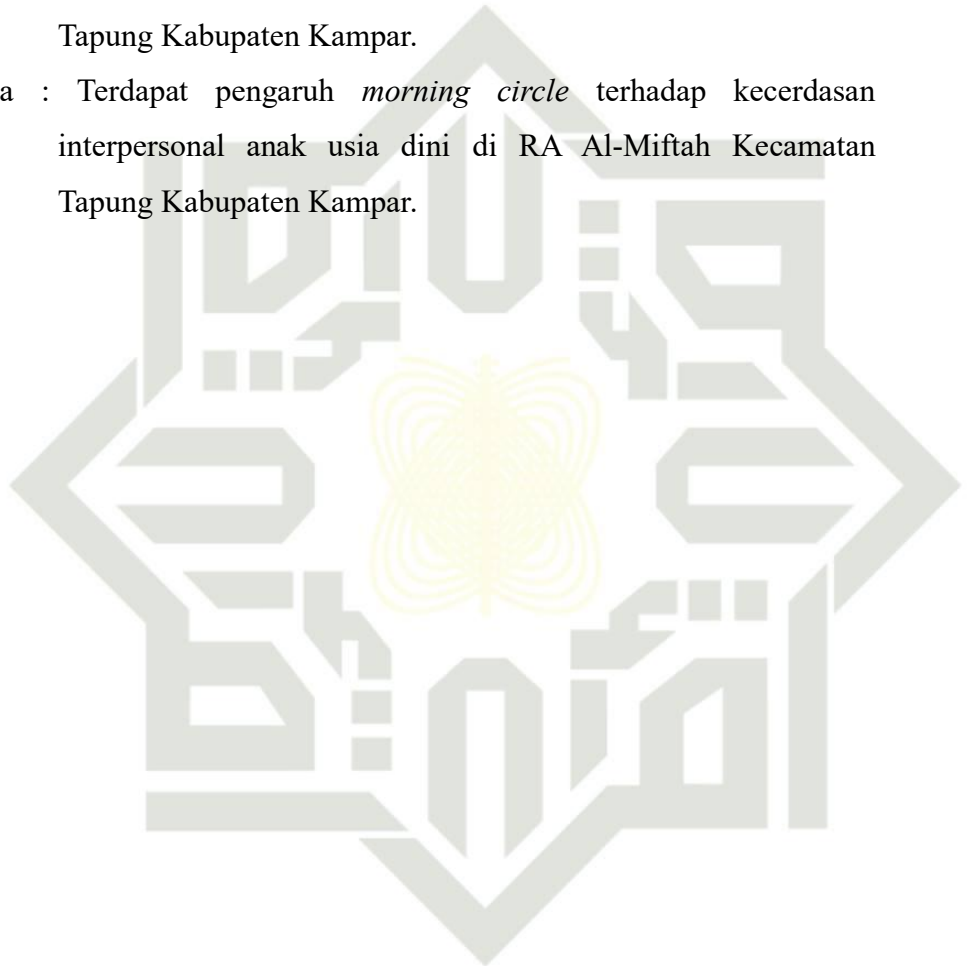 Tapung Kabupaten Kampar.
a : Terdapat pengaruh morning circle terhadap kecerdasan
interpersonal anak usia dini di RA Al-Miftah Kecamatan
Tapung Kabupaten Kampar.